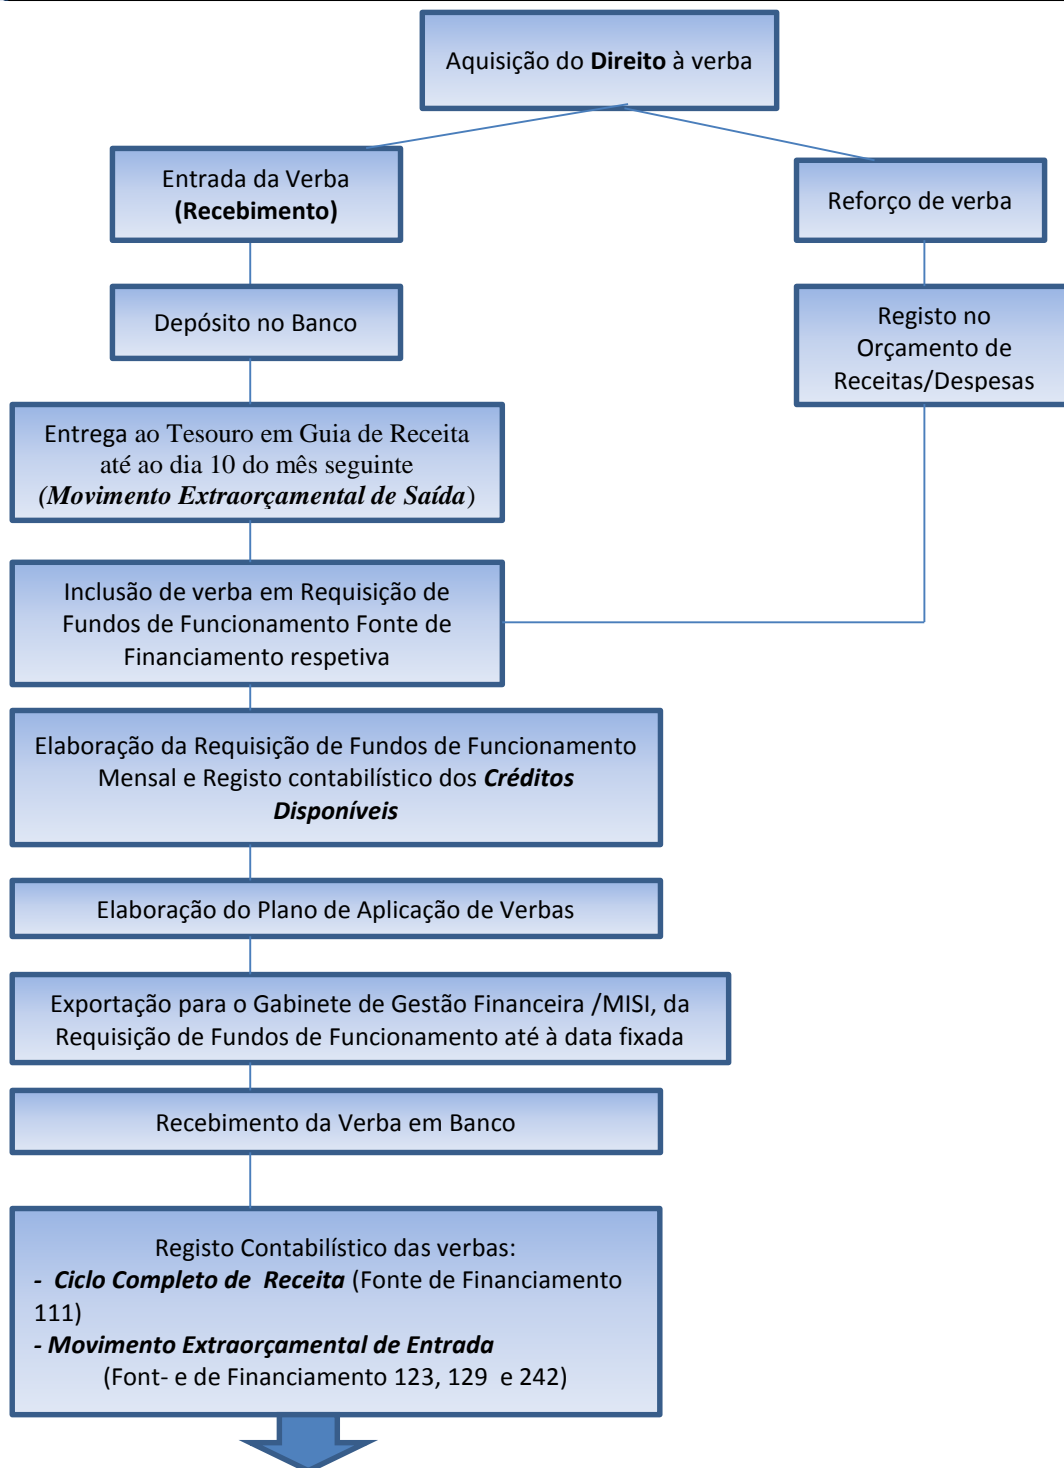 Aquisição do Direito à verba
Entrada da Verba
(Recebimento)
Reforço de verba
Depósito no Banco
Registo no
Orçamento de
Receitas/Despesas
Entrega ao Tesouro em Guia de Receita
até ao dia 10 do mês seguinte
(Movimento Extraorçamental de Saída)
Inclusão de verba em Requisição de
Fundos de Funcionamento Fonte de
Financiamento respetiva
Elaboração da Requisição de Fundos de Funcionamento
Mensal e Registo contabilístico dos Créditos
Disponíveis
Elaboração do Plano de Aplicação de Verbas
Exportação para o Gabinete de Gestão Financeira /MISI, da
Requisição de Fundos de Funcionamento até à data fixada
Recebimento da Verba em Banco
Registo Contabilístico das verbas:
- Ciclo Completo de Receita (Fonte de Financiamento
111)
- Movimento Extraorçamental de Entrada
(Font- e de Financiamento 123, 129 e 242)